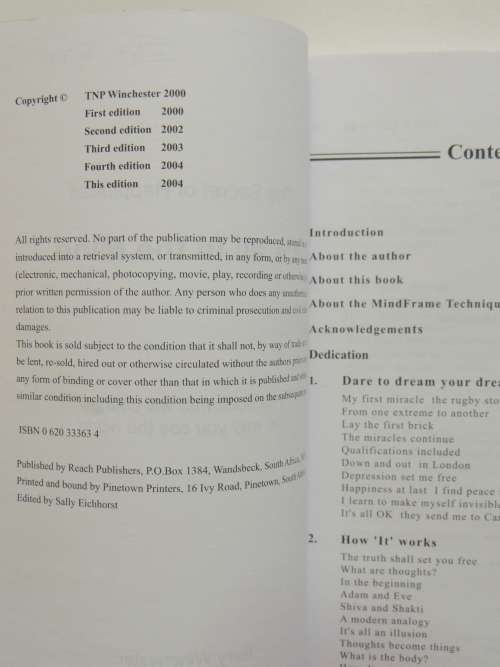 Copyright © TNP Winchester 2000
First edition 2000
Second edition 2002
Third edition 2003
Fourth edition 2004
This edition 2004
All rights reserved. No part of the publication may be reproduced, stored
introduced into a retrieval system, or transmitted, in any form, or by any
(electronic, mechanical, photocopying, movie, play, recording or otherwise)
prior written permission of the author. Any person who does any
relation to this publication may be liable to criminal prosecution and civil
damages.
This book is sold subject to the condition that it shall not, by way of trade
be lent, re-sold, hired out or otherwise circulated without the authors prior
any form of binding or cover other than that in which it is published and
similar condition including this condition being imposed on the subsequent
ISBN 0 620 33363 4
Published by Reach Publishers, P.O.Box 1384, Wandsbeck, South Africa,
Printed and bound by Pinetown Printers, 16 Ivy Road, Pinetown, South
Edited by Sally Eichhorst
Conte
Introduction
About the author
About this book
About the MindFrame Techniqu
Acknowledgements
Dedication
1. Dare to dream your drea
My first miracle the rugby sto
From one extreme to another
Lay the first brick
The miracles continue
Qualifications included
Down and out in London
Depression set me free
Happiness at last I find peace
I learn to make myself invisible
It's all OK they send me to Ca
2. How 'It' works
The truth shall set you free
What are thoughts?
In the beginning
Adam and Eve
Shiva and Shakti
A modern analogy
It's all an illusion
Thoughts become things
What is the body?